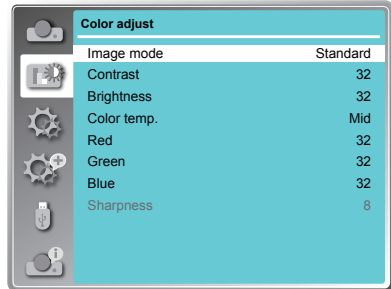 Color adjust
Image mode Standard
Contrast 32
Brightness 32
Color temp. Mid
Red 32
Green 32
Blue 32
Sharpness 8